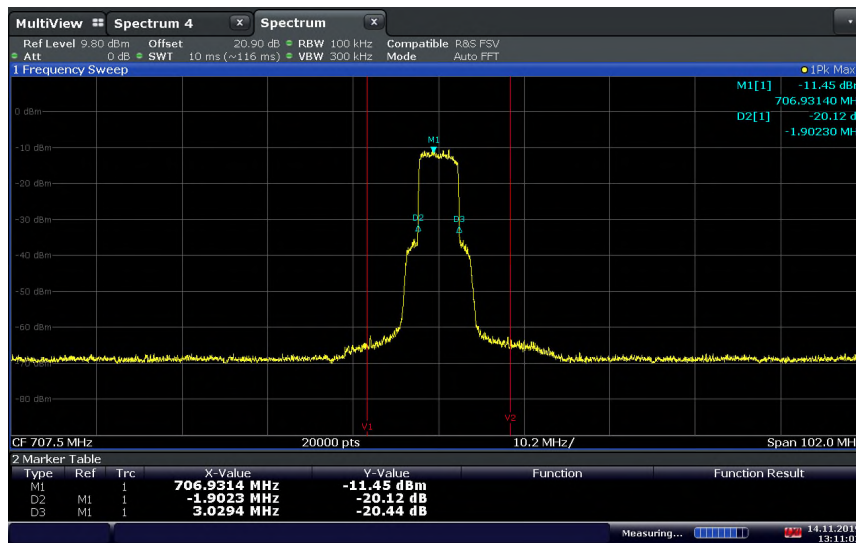 MultiView Spectrum 4 x Spectrum x
Ref Level 9.80 dBm Offset 20.90 dB RBW 100 kHz Compatible R&S FSV
Att 0 dB SWT 10 ms (~116 ms) VBW 300 kHz Mode Auto FFT
1 Frequency Sweep 1Pk Max
M1[1] -11.45 dBm
706.93140 MH
D2[1] -20.12 d
-1.90230 MH
0 dBm
M1
-10 dBm
-20 dBm
D2 D3
-30 dBm
-40 dBm
-50 dBm
-60 dBm
-70 dBm
-80 dBm
V1 V2
CF 707.5 MHz 20000 pts 10.2 MHz/ Span 102.0 MH
2 Marker Table
Type Ref Trc X-Value Y-Value Function Function Result
M1 1 706.9314 MHz -11.45 dBm
D2 M1 1 -1.9023 MHz -20.12 dB
D3 M1 1 3.0294 MHz -20.44 dB
Measuring... 14.11.201
13:11:0